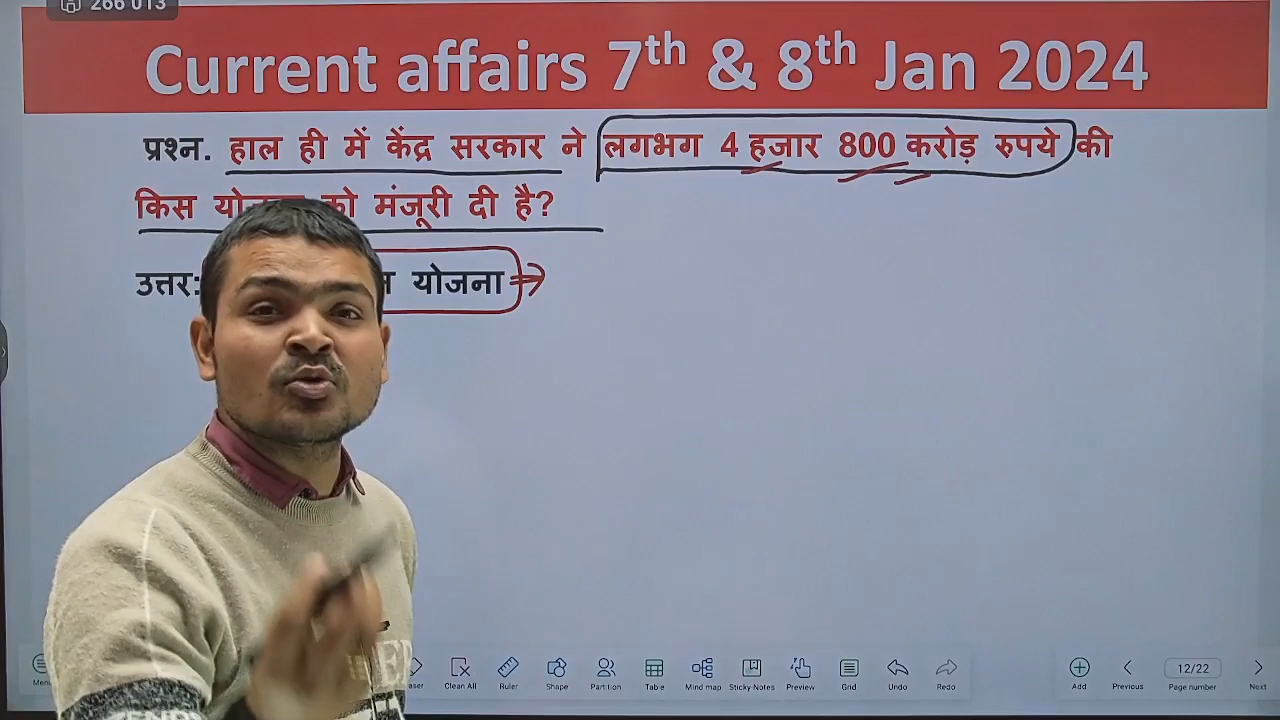 266 013
Current affairs 7th & 8th Jan 2024
प्रश्न. हाल ही में केंद्र सरकार ने लगभग 4 हजार 800 करोड़ रुपये की
किस को मंजूरी दी है?
उत्तर: योजना
Clean All Ruler Shape Partition Table Mind map Sticky-Notes Preview Grid Undo Redo Add Previous 12/22 Page number Next